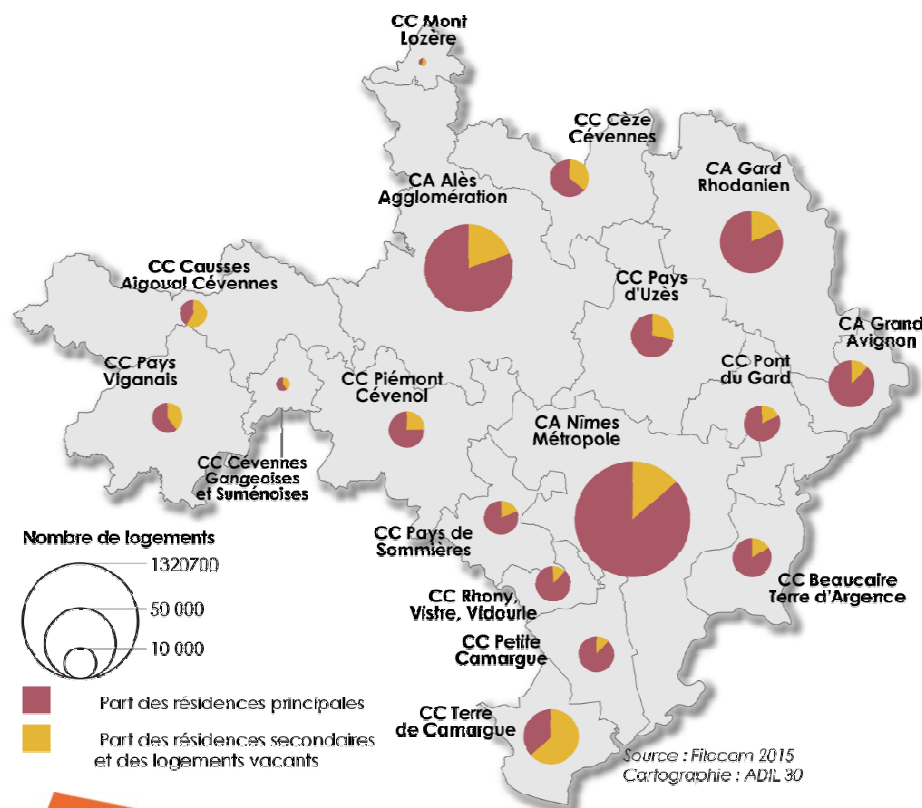 CC Mont
Lozère
CC Cèze
Cévennes
CA Alès
Agglomération
CA Gard
Rhodanien
CC Causses
Aigoual Cévennes
CC Pays
d'Uzès
CA Grand
Avignon
CC Pays
Viganais
CC Piémont
Cévenol
CC Pont
du Gard
CA Nîmes
Métropole
CC Cévennes
Gangeoises
et Suménoises
CC Pays de
Sommières
CC Beaucaire
Terre d'Argence
CC Rhony,
Vistre, Vidourle
CC Petite
Camargue
CC Terre
de Camargue
Nombre de logements
1320700
50 000
10 000
Part des résidences principales
Part des résidences secondaires
et des logements vacants
Source : Filocom 2015
Cartographie : ADIL 30